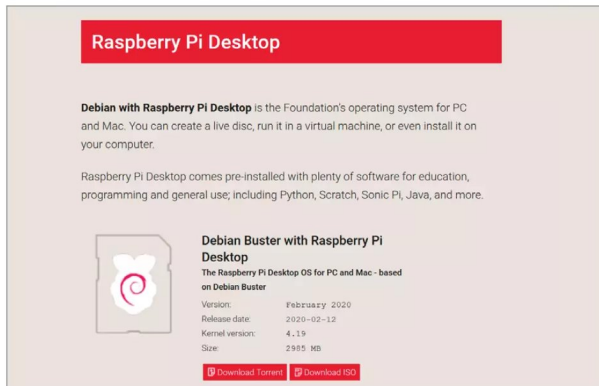 Raspberry Pi Desktop
Debian with Raspberry Pi Desktop is the Foundation's operating system for PC
and Mac. You can create a live disc, run it in a virtual machine, or even install it on
your computer.
Raspberry Pi Desktop comes pre-installed with plenty of software for education,
programming and general use; including Python, Scratch, Sonic Pi, Java, and more.
Debian Buster with Raspberry Pi
Desktop
The Raspberry Pi Desktop OS for PC and Mac - based
on Debian Buster
Version: February 2020
Release date: 2020-02-12
Kernel version: 4.19
Size: 2985 MB
Download Torrent Download ISO